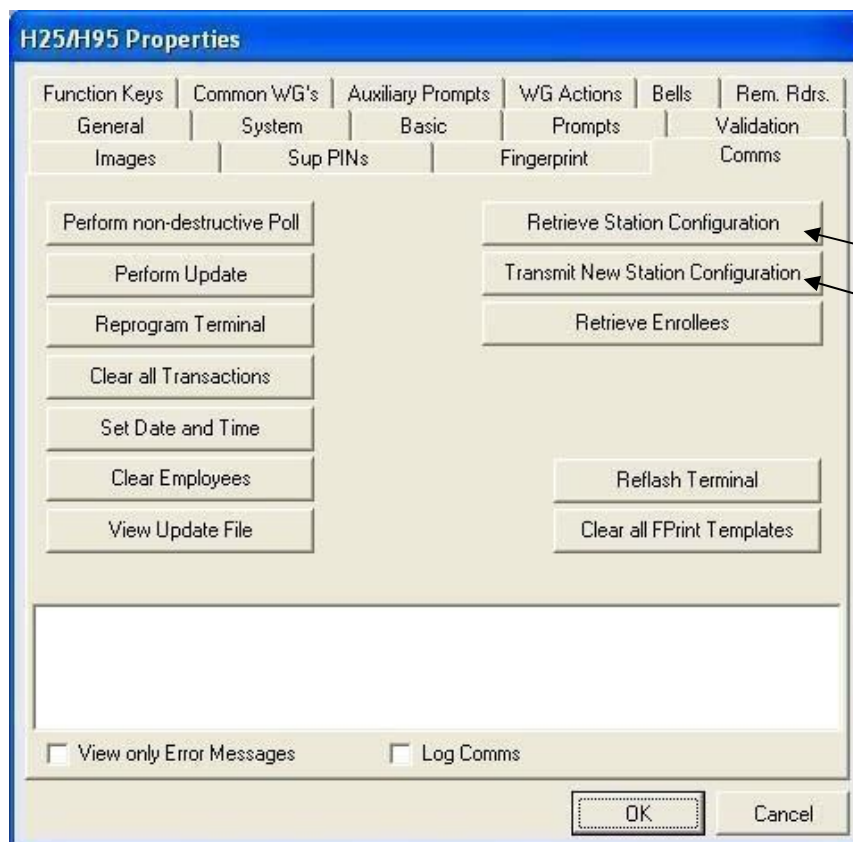 H25/H95 Properties
Function Keys Common WG's Auxiliary Prompts WG Actions Bells Rem. Rdrs.
General System Basic Prompts Validation
Images Sup PINs Fingerprint Comms
Perform non-destructive Poll Retrieve Station Configuration
Perform Update Transmit New Station Configuration
Reprogram Terminal Retrieve Enrollees
Clear all Transactions
Set Date and Time
Clear Employees Reflash Terminal
View Update File Clear all FPrint Templates
View only Error Messages Log Comms
OK Cancel